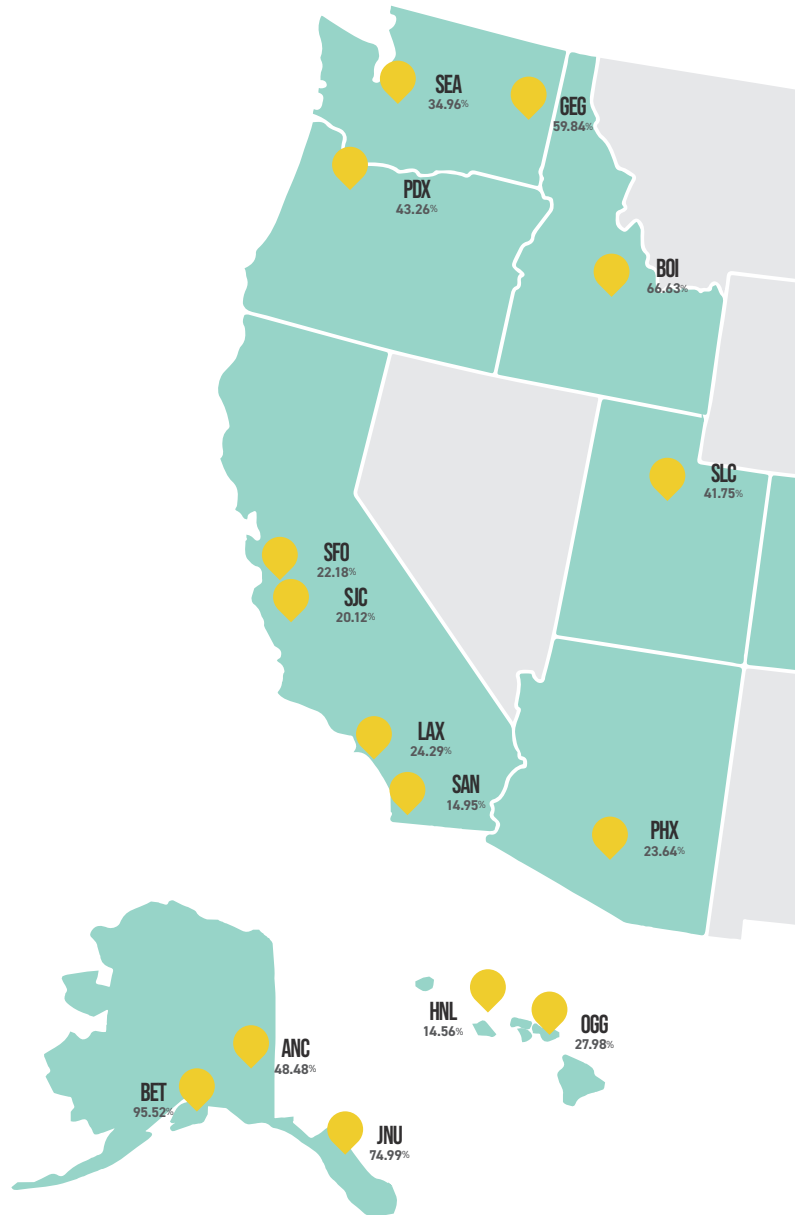 SEA
34.96%
GEG
59.84%
PDX
43.26%
BOI
66.63%
SLC
41.75%
SFO
22.18%
SJC
20.12%
LAX
24.29%
SAN
14.95%
PHX
23.64%
HNL
14.56%
OGG
27.98%
ANC
48.48%
BET
95.52%
JNU
74.99%